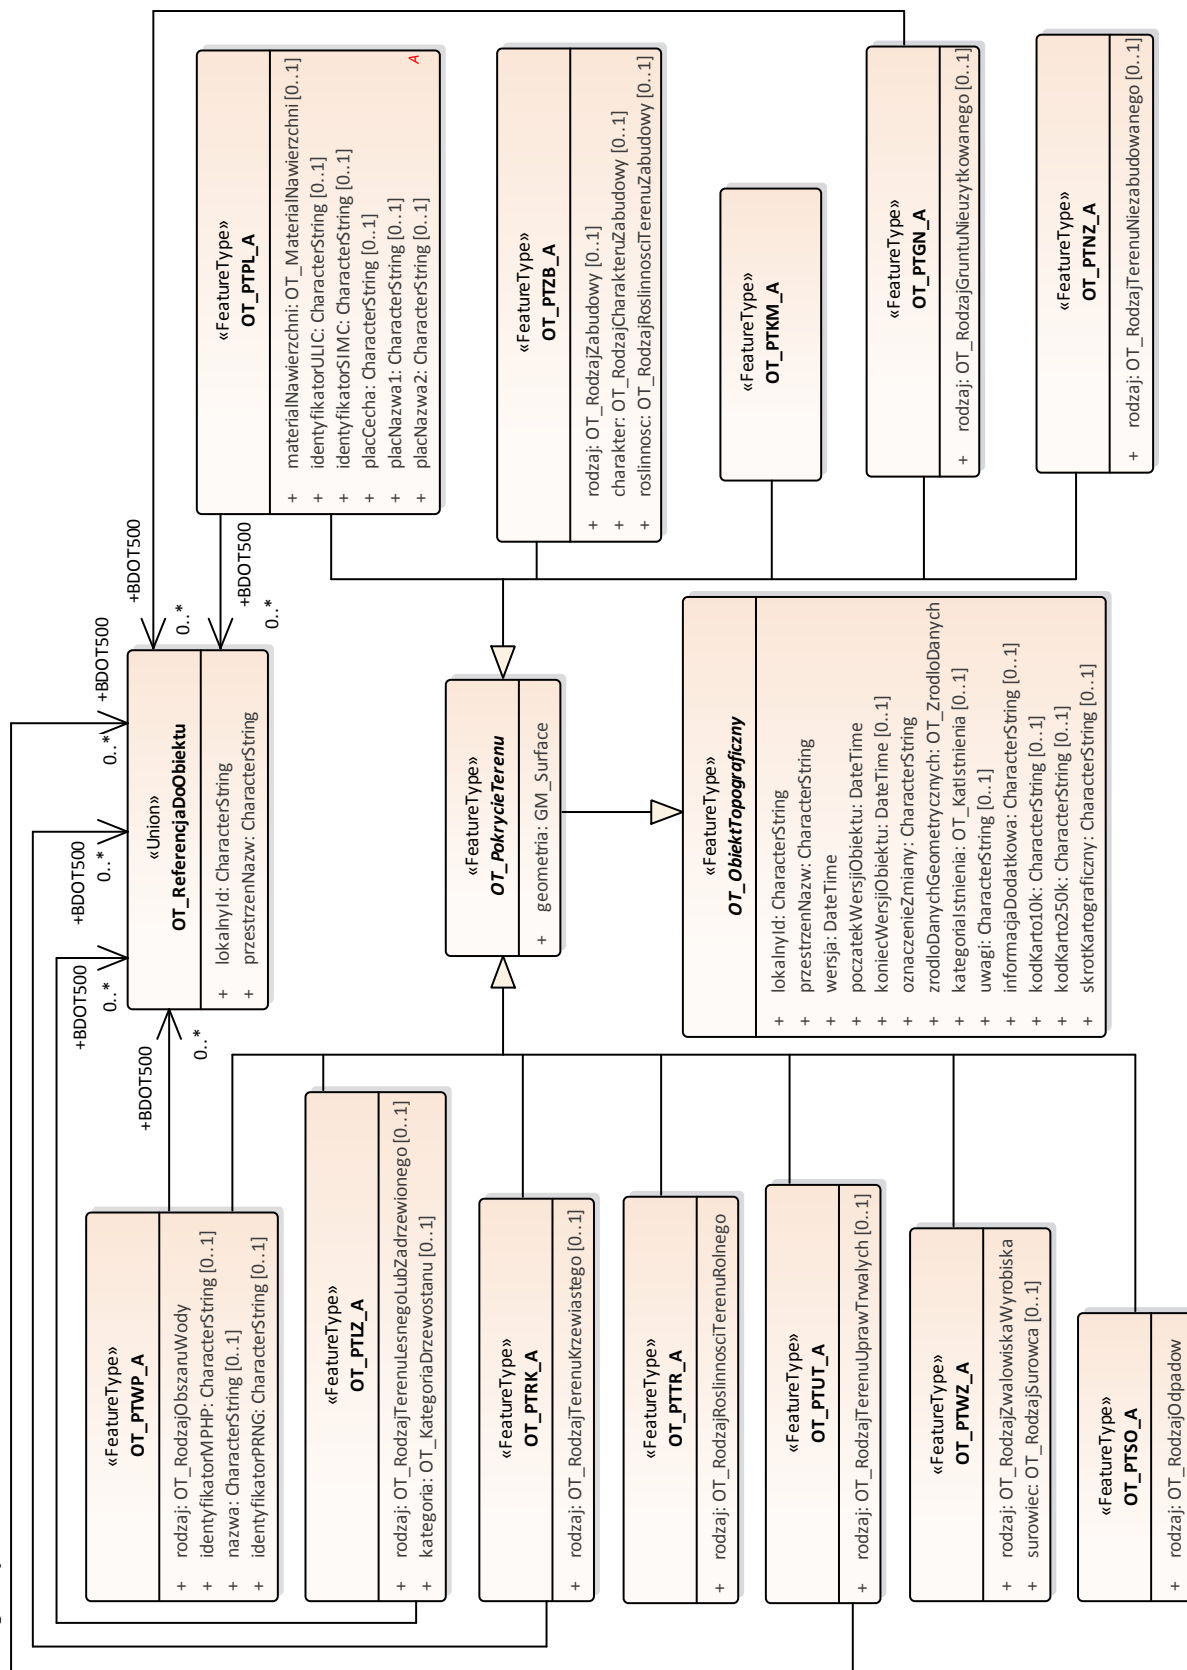 «FeatureType»
OT_PTWP_A
+ rodzaj: OT_RodzajObszaruWody
+ identyfikatorMPHP: CharacterString [0..1]
+ nazwa: CharacterString [0..1]
+ identyfikatorPRNG: CharacterString [0..1]
+BDOT500
0..*
+BDOT500
0..*
+BDOT500
0..*
+BDOT500
0..*
+BDOT500
0..*
+BDOT500
0..*
«Union»
OT_ReferencjaDoObiektu
+ lokalnyId: CharacterString
+ przestrzenNazw: CharacterString
«FeatureType»
OT_PTPL_A
+ materialNawierzchni: OT_MaterialNawierzchni [0..1]
+ identyfikatorULIC: CharacterString [0..1]
+ identyfikatorSIMC: CharacterString [0..1]
+ placCecha: CharacterString [0..1]
+ placNazwa1: CharacterString [0..1]
+ placNazwa2: CharacterString [0..1]
A
«FeatureType»
OT_PTLZ_A
+ rodzaj: OT_RodzajTerenuLesnegoLubZadrzewionego [0..1]
+ kategoria: OT_KategoriaDrzewostanu [0..1]
«FeatureType»
OT_PokrycieTerenu
+ geometria: GM_Surface
«FeatureType»
OT_PTZB_A
+ rodzaj: OT_RodzajZabudowy [0..1]
+ charakter: OT_RodzajCharakteruZabudowy [0..1]
+ roslinnosc: OT_RodzajRoslinnosciTerenuZabudowy [0..1]
«FeatureType»
OT_PTRK_A
+ rodzaj: OT_RodzajTerenuKrzewiastego [0..1]
«FeatureType»
OT_PTTR_A
+ rodzaj: OT_RodzajRoslinnosciTerenuRolnego
«FeatureType»
OT_ObiektTopograficzny
+ lokalnyId: CharacterString
+ przestrzenNazw: CharacterString
+ wersja: DateTime
+ poczatekWersjiObiektu: DateTime
+ koniecWersjiObiektu: DateTime [0..1]
+ oznaczenieZmiany: CharacterString
+ zrodloDanychGeometrycznych: OT_ZrodloDanych
+ kategoriaIstnienia: OT_KatIstnienia [0..1]
+ uwagi: CharacterString [0..1]
+ informacjaDodatkowa: CharacterString [0..1]
+ kodKarto10k: CharacterString [0..1]
+ kodKarto250k: CharacterString [0..1]
+ skrotKartograficzny: CharacterString [0..1]
«FeatureType»
OT_PTKM_A
«FeatureType»
OT_PTUT_A
+ rodzaj: OT_RodzajTerenuUprawTrwalych [0..1]
«FeatureType»
OT_PTGN_A
+ rodzaj: OT_RodzajGruntuNieuzytkowanego [0..1]
«FeatureType»
OT_PTWZ_A
+ rodzaj: OT_RodzajZwalowiskaWyrobiska
+ surowiec: OT_RodzajSurowca [0..1]
«FeatureType»
OT_PTNZ_A
+ rodzaj: OT_RodzajTerenuNiezabudowanego [0..1]
«FeatureType»
OT_PTSO_A
+ rodzaj: OT_RodzajOdpadow